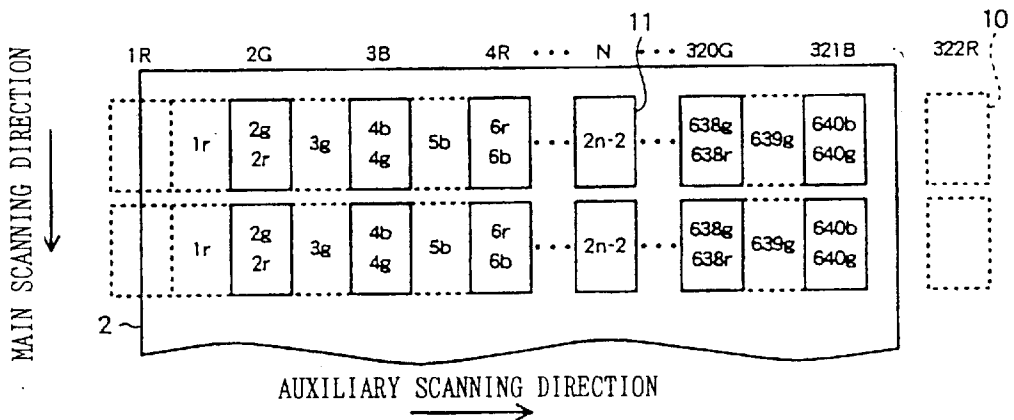 11
10
1R 2G 3B 4R ··· N ··· 320G 321B 322R
1r 2g 3g 4b 5b 6r ··· 2n-2 ··· 638g 639g 640b
2r 4g 6b 638r 640g
1r 2g 3g 4b 5b 6r ··· 2n-2 ··· 638g 639g 640b
2r 4g 6b 638r 640g
2
MAIN SCANNING DIRECTION
AUXILIARY SCANNING DIRECTION